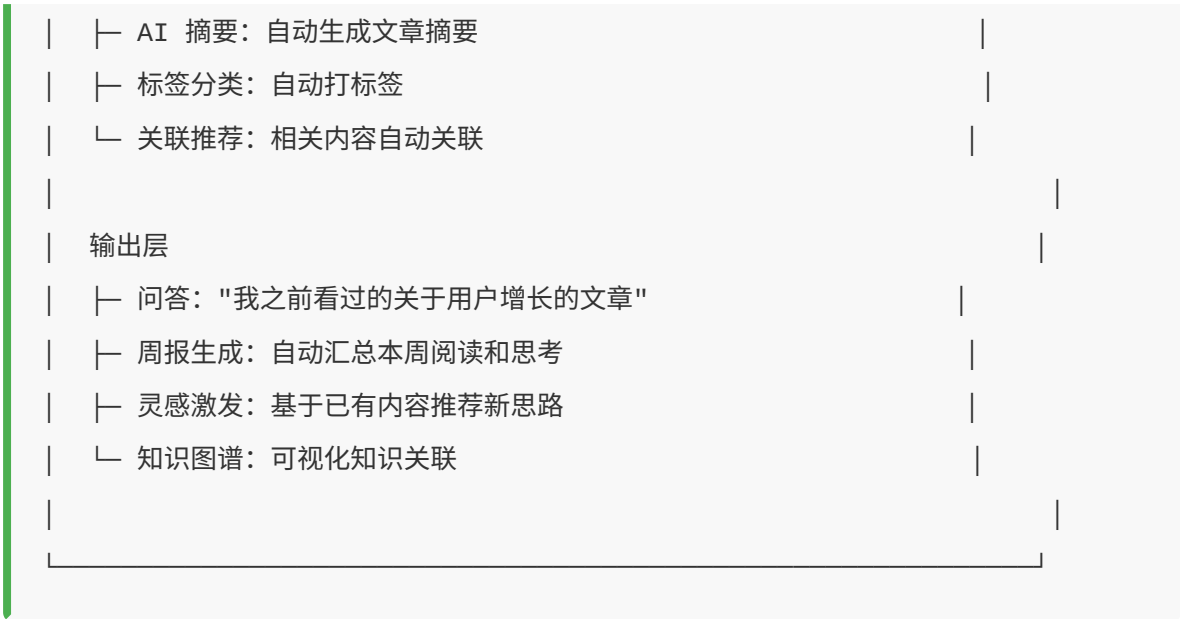 │  ├─ AI 摘要：自动生成文章摘要                                     │
│  ├─ 标签分类：自动打标签                                           │
│  └─ 关联推荐：相关内容自动关联                                    │
│                                                                           │
│  输出层                                                                 │
│  ├─ 问答："我之前看过的关于用户增长的文章"                       │
│  ├─ 周报生成：自动汇总本周阅读和思考                              │
│  ├─ 灵感激发：基于已有内容推荐新思路                              │
│  └─ 知识图谱：可视化知识关联                                       │
│                                                                           │
└─────────────────────────────────────────────────────────────┘